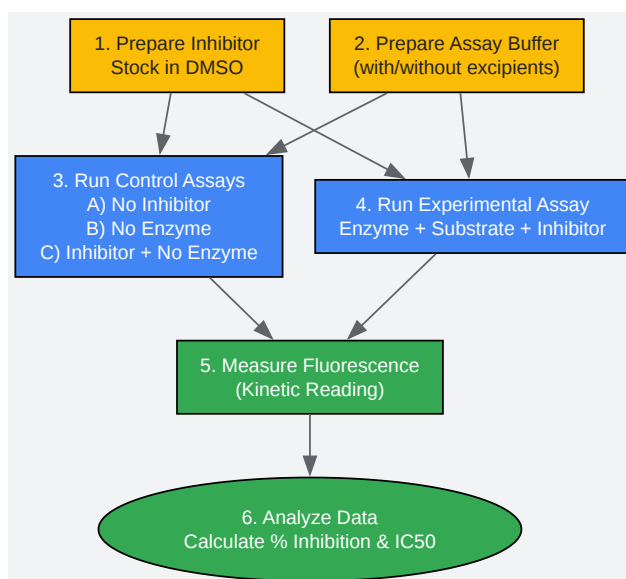 1. Prepare Inhibitor
Stock in DMSO
2. Prepare Assay Buffer
(with/without excipients)
3. Run Control Assays
A) No Inhibitor
B) No Enzyme
C) Inhibitor + No Enzyme
4. Run Experimental Assay
Enzyme + Substrate + Inhibitor
5. Measure Fluorescence
(Kinetic Reading)
6. Analyze Data
Calculate % Inhibition & IC50